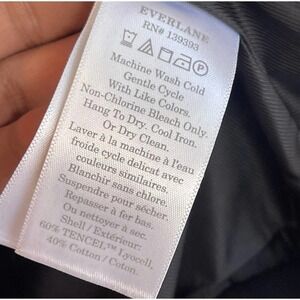 EVERLANE
RN# 139393
Machine Wash Cold
Gentle Cycle
With Like Colors.
Non-Chlorine Bleach Only.
Hang To Dry. Cool Iron.
Or Dry Clean.
Laver à la machine à l'eau
froide cycle delicat avec
couleurs similaires.
Blanchir sans chlore.
Suspendre pour sécher.
Repasser à fer bas.
Ou nettoyer à sec.
Shell / Extérieur:
60% TENCEL™ Lyocell,
40% Cotton / Coton.